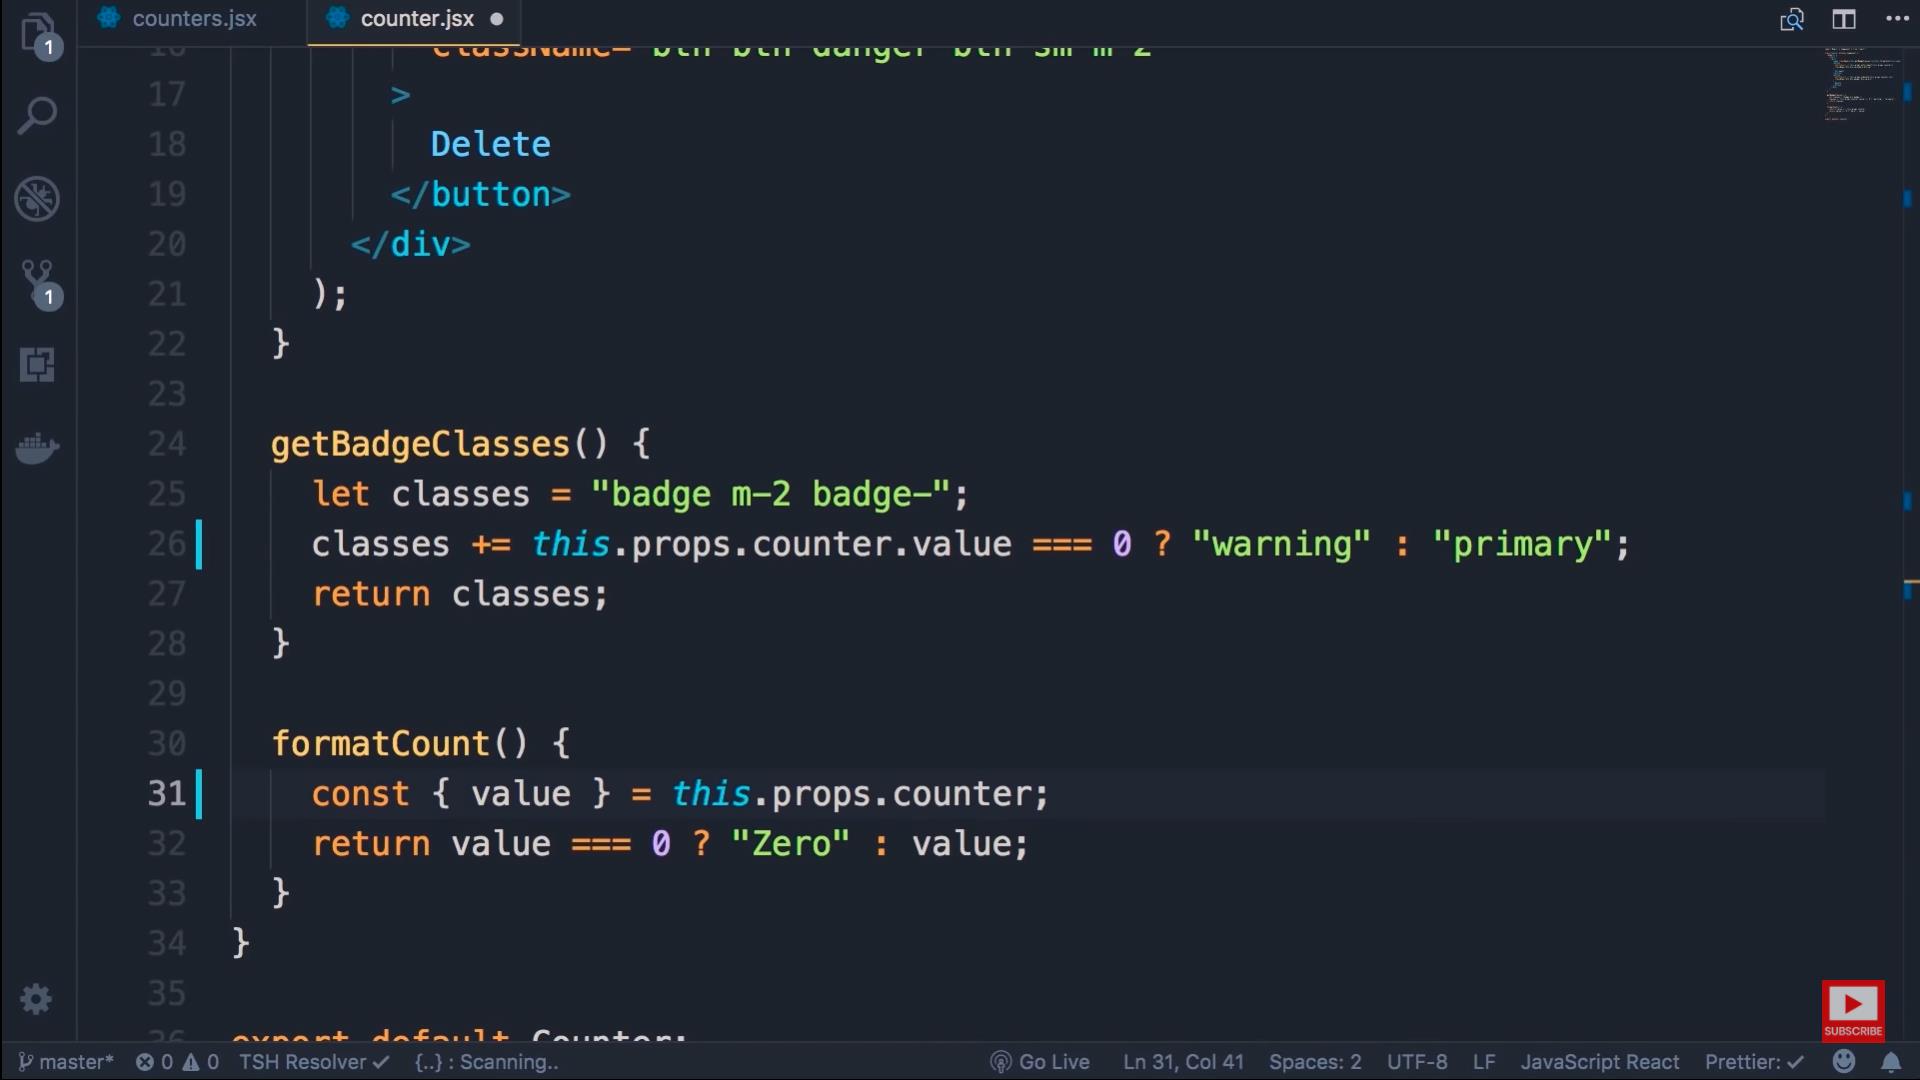 counters.jsx
counter.jsx
1
1
17 >
18 Delete
19 </button>
20 </div>
21 );
22 }
23
24 getBadgeClasses() {
25 let classes = "badge m-2 badge-";
26 classes += this.props.counter.value === 0 ? "warning" : "primary";
27 return classes;
28 }
29
30 formatCount() {
31 const { value } = this.props.counter;
32 return value === 0 ? "Zero" : value;
33 }
34 }
35
export default Counter;
SUBSCRIBE
master* 0 0 TSH Resolver {..} : Scanning.. Go Live Ln 31, Col 41 Spaces: 2 UTF-8 LF JavaScript React Prettier: